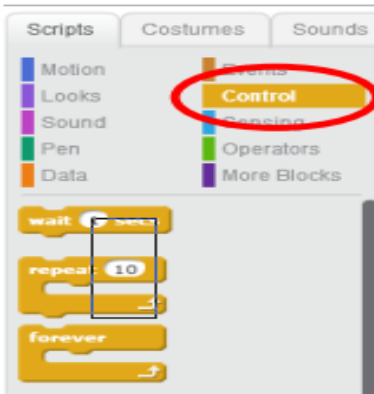 Scripts Costumes Sounds
Motion Events
Looks Control
Sound Sensing
Pen Operators
Data More Blocks
wait secs
repeat 10
forever